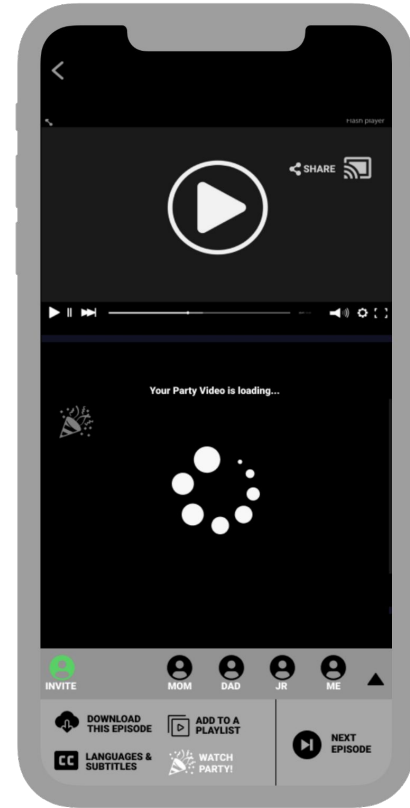 Flash player
SHARE
Your Party Video is loading...
INVITE
MOM
DAD
JR
ME
DOWNLOAD
THIS EPISODE
ADD TO A
PLAYLIST
NEXT
EPISODE
CC
LANGUAGES &
SUBTITLES
WATCH
PARTY!